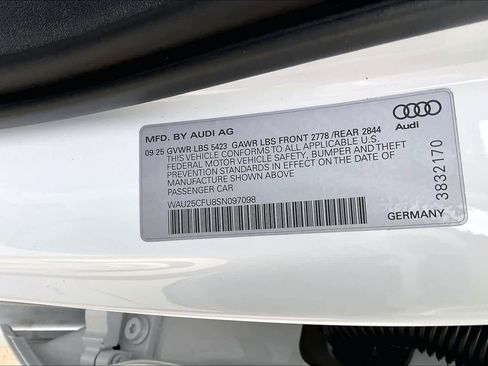 MFD. BY AUDI AG
09 25 GVWR LBS 5423 GAWR LBS FRONT 2778 /REAR 2844
THIS VEHICLE CONFORMS TO ALL APPLICABLE U.S.
FEDERAL MOTOR VEHICLE SAFETY, BUMPER AND THEFT
PREVENTION STANDARDS IN EFFECT ON THE DATE OF
MANUFACTURE SHOWN ABOVE
PASSENGER CAR
WAU25CFU8SN097098
Audi
3832170
GERMANY